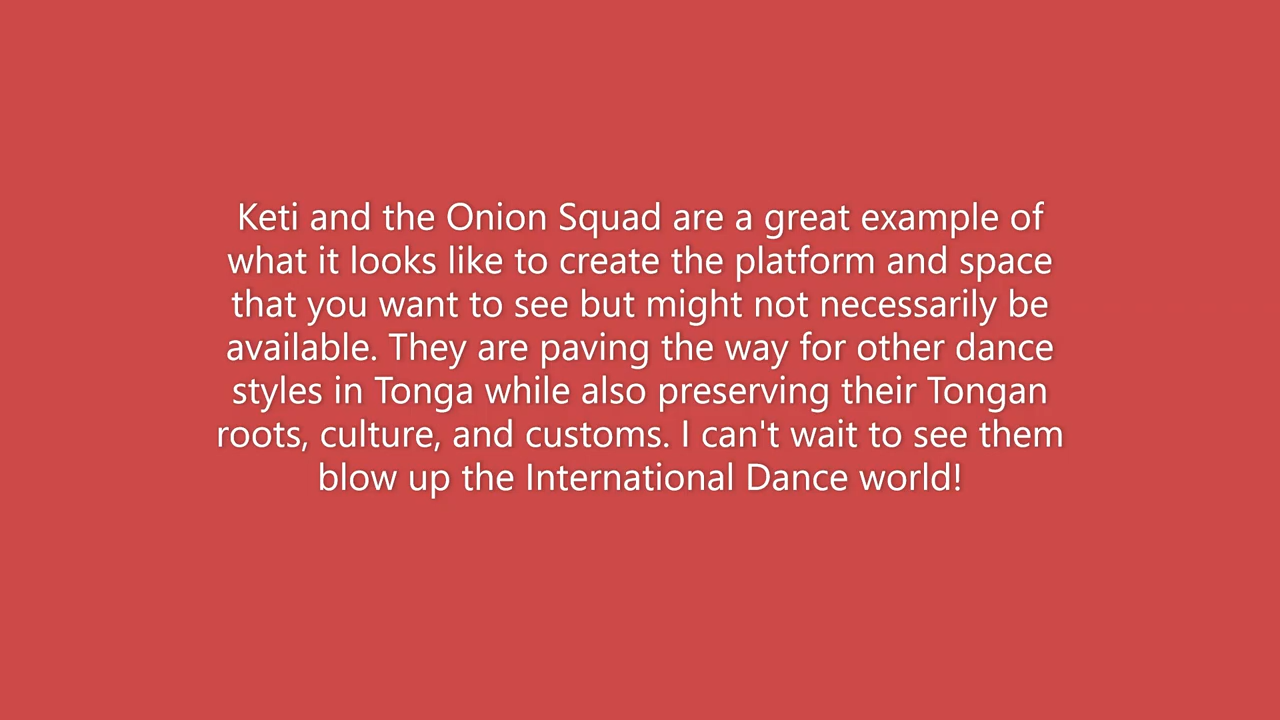 Keti and the Onion Squad are a great example of
what it looks like to create the platform and space
that you want to see but might not necessarily be
available. They are paving the way for other dance
styles in Tonga while also preserving their Tongan
roots, culture, and customs. I can't wait to see them
blow up the International Dance world!